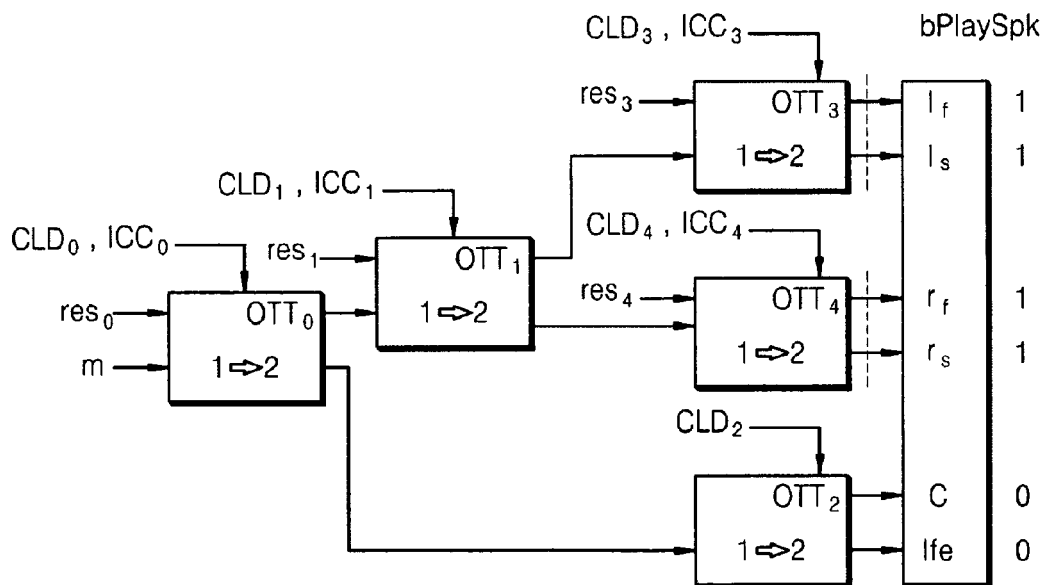 CLD₃ , ICC₃
bPlaySpk
res₃
OTT₃
1⇨2
l_f 1
l_s 1
CLD₁ , ICC₁
CLD₀ , ICC₀
res₁
OTT₁
1⇨2
CLD₄ , ICC₄
res₄
OTT₄
1⇨2
r_f 1
r_s 1
res₀
m
OTT₀
1⇨2
CLD₂
OTT₂
1⇨2
C 0
lfe 0